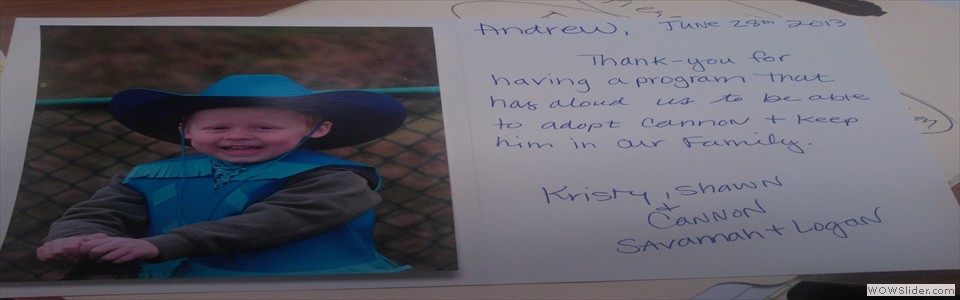 Andrew, June 28th 2013
Thank-you for
having a program that
has aloud us to be able
to adopt Cannon + keep
him in our Family.
Kristy, Shawn
+
Cannon
Savannah + Logan
WOWSlider.com